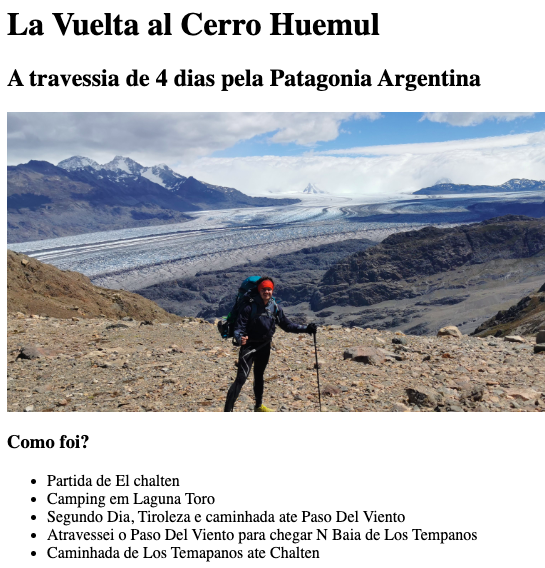 La Vuelta al Cerro Huemul
A travessia de 4 dias pela Patagonia Argentina
Como foi?
Partida de El chalten
Camping em Laguna Toro
Segundo Dia, Tiroleza e caminhada ate Paso Del Viento
Atravessei o Paso Del Viento para chegar N Baia de Los Tempanos
Caminhada de Los Temapanos ate Chalten